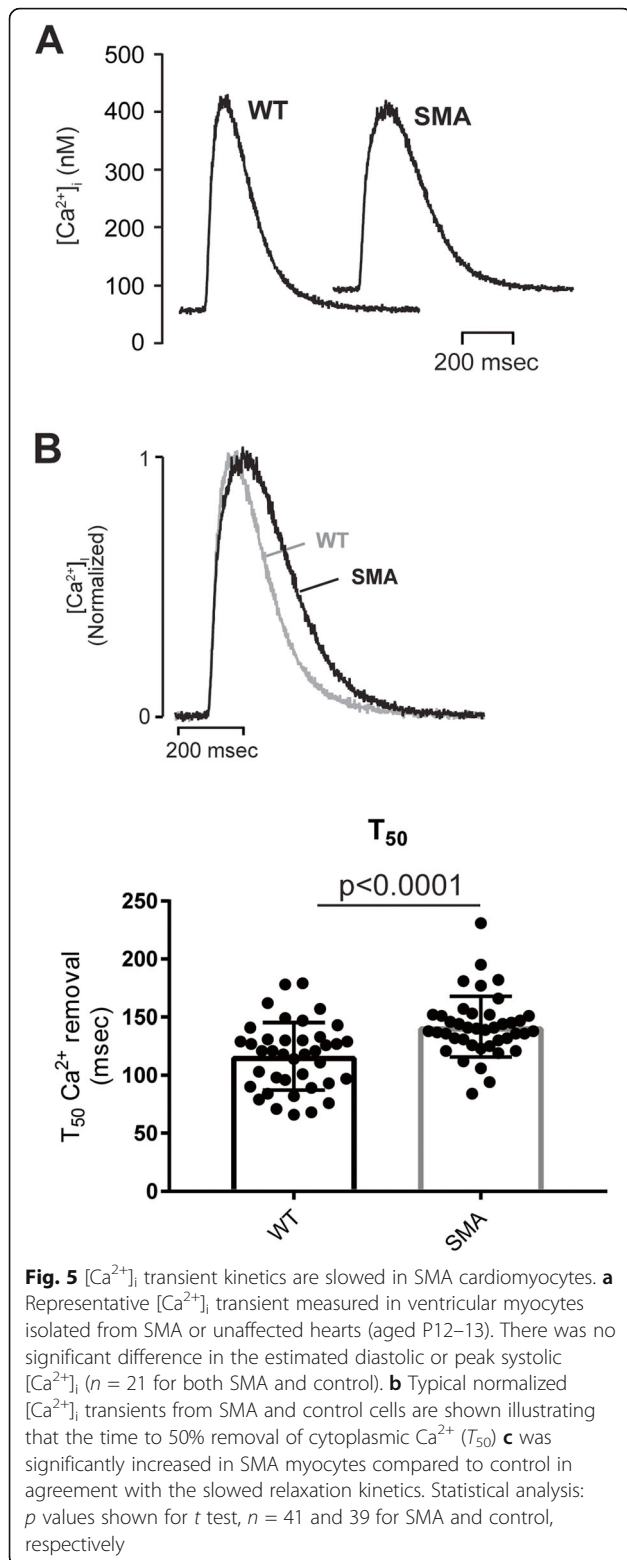 A
500
400
300
200
100
0
[Ca²⁺]ᵢ (nM)
WT
SMA
200 msec
B
1
0
[Ca²⁺]ᵢ
(Normalized)
WT
SMA
200 msec
T₅₀
p<0.0001
250
200
150
100
50
0
T₅₀ Ca²⁺ removal
(msec)
WT
SMA
Fig. 5 [Ca²⁺]ᵢ transient kinetics are slowed in SMA cardiomyocytes. a
Representative [Ca²⁺]ᵢ transient measured in ventricular myocytes
isolated from SMA or unaffected hearts (aged P12–13). There was no
significant difference in the estimated diastolic or peak systolic
[Ca²⁺]ᵢ (n = 21 for both SMA and control). b Typical normalized
[Ca²⁺]ᵢ transients from SMA and control cells are shown illustrating
that the time to 50% removal of cytoplasmic Ca²⁺ (T₅₀) c was
significantly increased in SMA myocytes compared to control in
agreement with the slowed relaxation kinetics. Statistical analysis:
p values shown for t test, n = 41 and 39 for SMA and control,
respectively